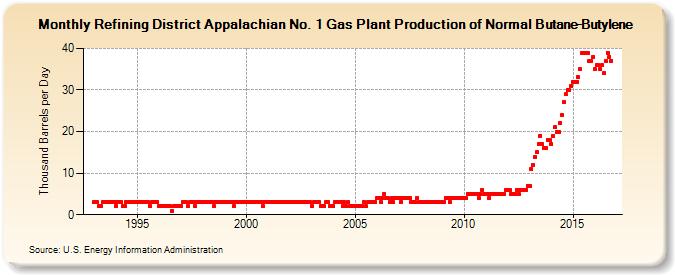 Monthly Refining District Appalachian No. 1 Gas Plant Production of Normal Butane-Butylene
Thousand Barrels per Day
40
30
20
10
0
1995 2000 2005 2010 2015
Source: U.S. Energy Information Administration